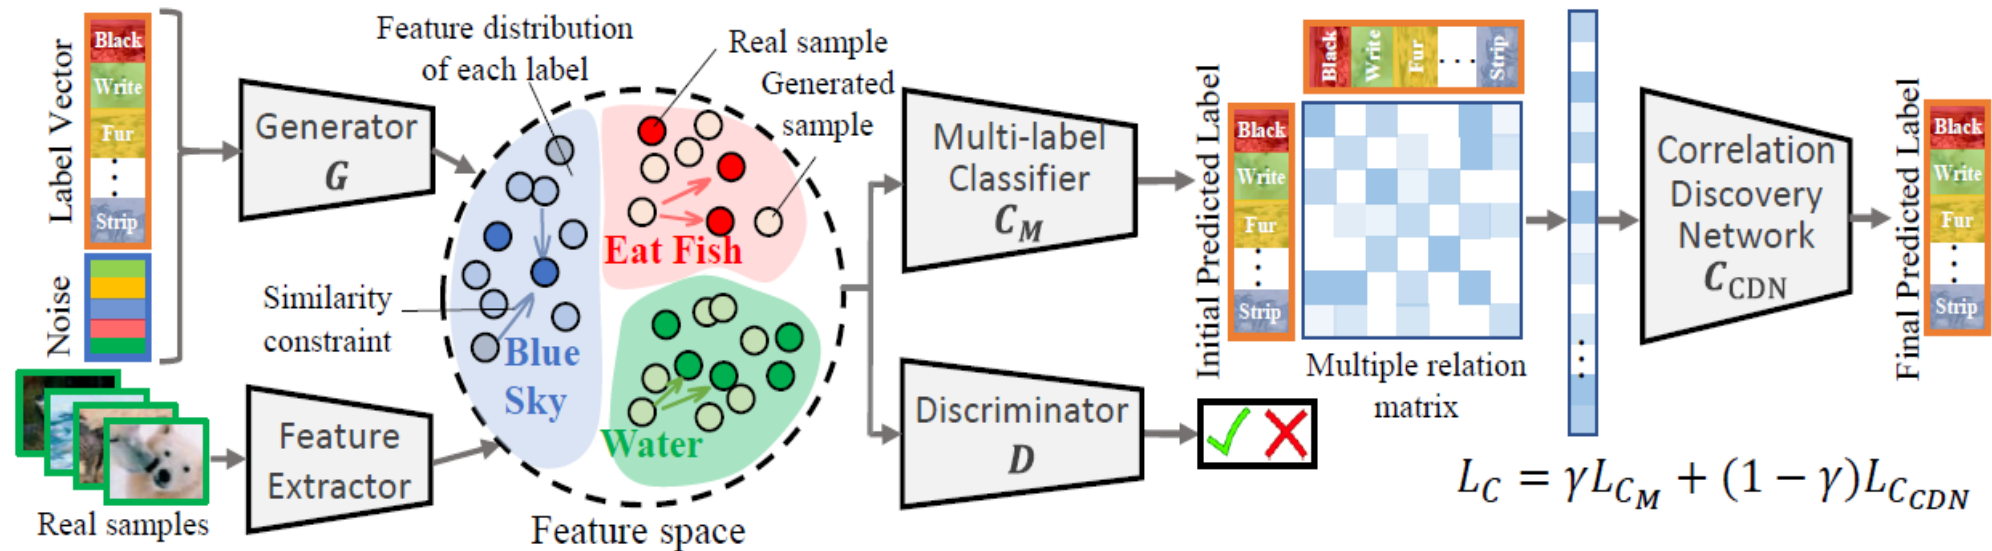 Label Vector
Black
Write
Fur
⋮
Strip
Noise
Real samples
Generator
G
Feature
Extractor
Feature distribution
of each label
Real sample
Generated
sample
Similarity
constraint
Eat Fish
Blue
Sky
Water
Feature space
Multi-label
Classifier
C_M
Discriminator
D
Initial Predicted Label
Black
Write
Fur
⋮
Strip
Black
Write
Fur
···
Strip
Multiple relation
matrix
⋮
Correlation
Discovery
Network
C_CDN
Final Predicted Label
Black
Write
Fur
⋮
Strip
L_C = γL_{C_M} + (1 − γ)L_{C_CDN}